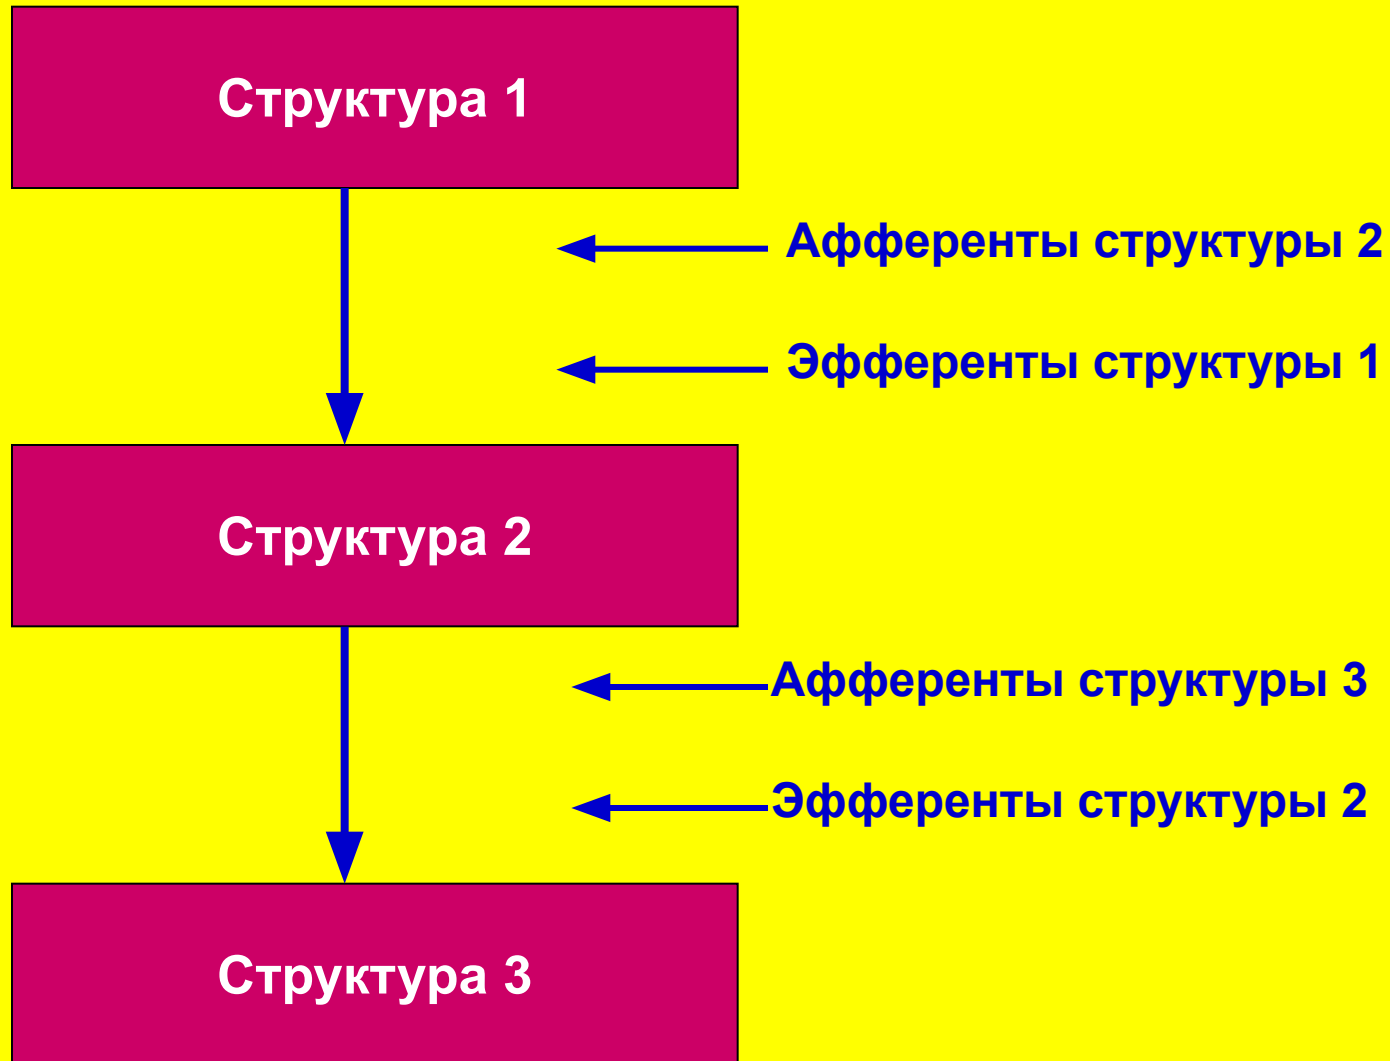 Структура 1
Афференты структуры 2
Эфференты структуры 1
Структура 2
Афференты структуры 3
Эфференты структуры 2
Структура 3